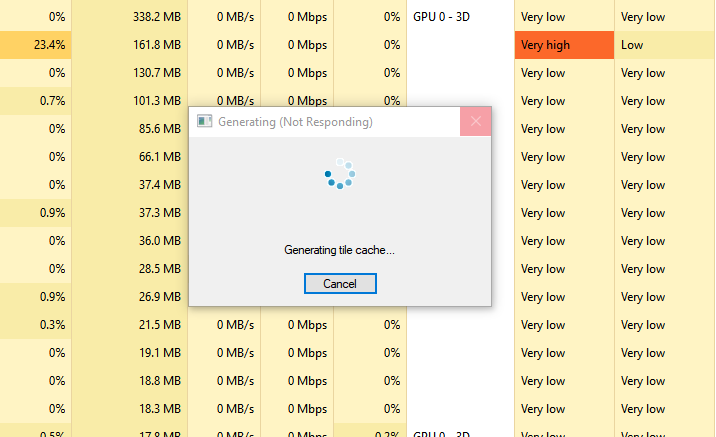 0% 338.2 MB 0 MB/s 0 Mbps 0% GPU 0 - 3D Very low Very low
23.4% 161.8 MB 0 MB/s 0 Mbps 0% Very high Low
0% 130.7 MB 0 MB/s 0 Mbps 0% Very low Very low
0.7% 101.3 MB 0 MB/s 0 Mbps 0% Very low Very low
0% 85.6 MB Very low Very low
0% 66.1 MB Very low Very low
0% 37.4 MB Very low Very low
0.9% 37.3 MB Very low Very low
0% 36.0 MB Very low Very low
0% 28.5 MB Very low Very low
0.9% 26.9 MB Very low Very low
0.3% 21.5 MB 0 MB/s 0 Mbps 0% Very low Very low
0% 19.1 MB 0 MB/s 0 Mbps 0% Very low Very low
0% 18.8 MB 0 MB/s 0 Mbps 0% Very low Very low
0% 18.3 MB 0 MB/s 0 Mbps 0% Very low Very low
0.5% 17.8 MB 0 MB/s 0 Mbps 0.2% GPU 0 - 3D Very low Very low
Generating (Not Responding)
Generating tile cache...
Cancel